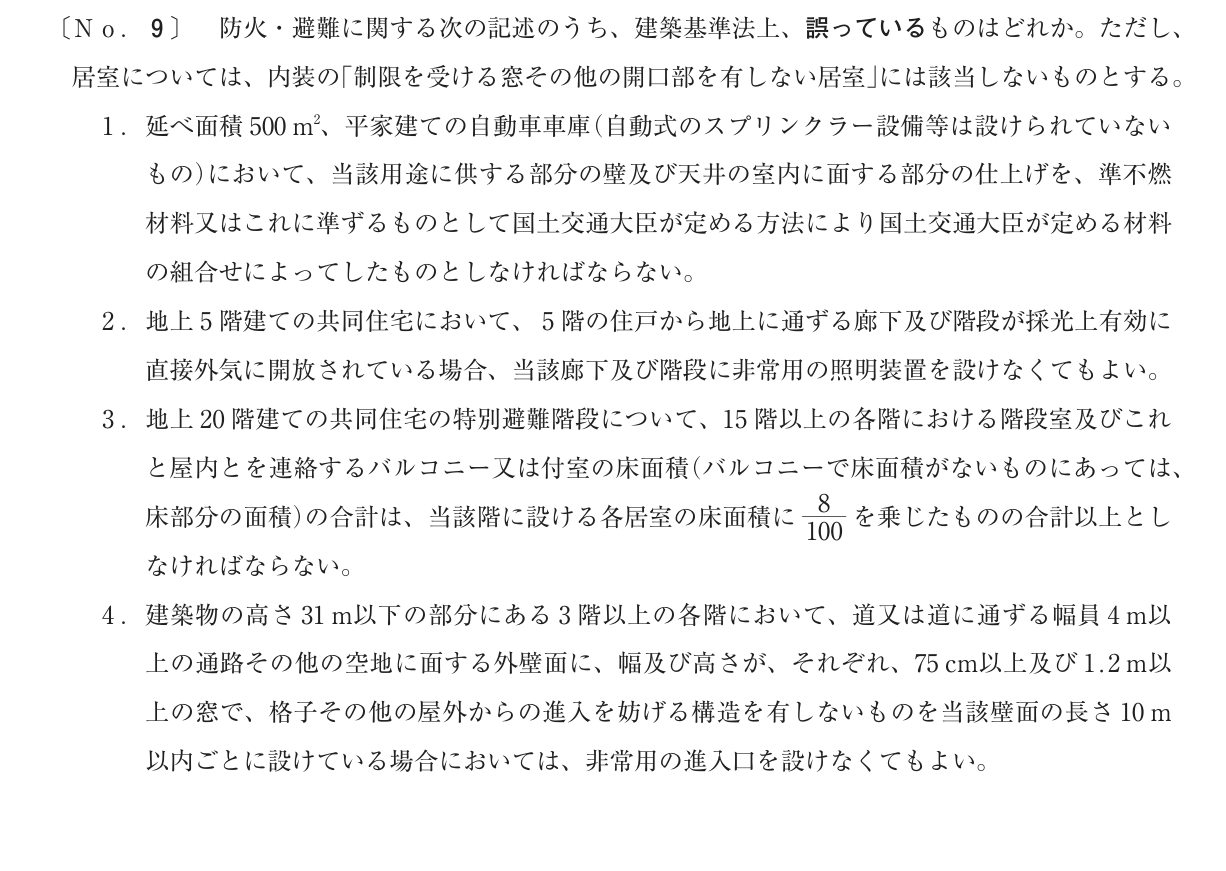 〔Ｎｏ．９〕　防火・避難に関する次の記述のうち、建築基準法上、誤っているものはどれか。ただし、
居室については、内装の「制限を受ける窓その他の開口部を有しない居室」には該当しないものとする。
１．延べ面積 500 m²、平家建ての自動車車庫(自動式のスプリンクラー設備等は設けられていない
もの)において、当該用途に供する部分の壁及び天井の室内に面する部分の仕上げを、準不燃
材料又はこれに準ずるものとして国土交通大臣が定める方法により国土交通大臣が定める材料
の組合せによってしたものとしなければならない。
２．地上５階建ての共同住宅において、５階の住戸から地上に通ずる廊下及び階段が採光上有効に
直接外気に開放されている場合、当該廊下及び階段に非常用の照明装置を設けなくてもよい。
３．地上 20 階建ての共同住宅の特別避難階段について、15 階以上の各階における階段室及びこれ
と屋内とを連絡するバルコニー又は付室の床面積(バルコニーで床面積がないものにあっては、
床部分の面積)の合計は、当該階に設ける各居室の床面積に 8/100 を乗じたものの合計以上とし
なければならない。
４．建築物の高さ 31 m以下の部分にある３階以上の各階において、道又は道に通ずる幅員４m以
上の通路その他の空地に面する外壁面に、幅及び高さが、それぞれ、75 cm以上及び 1.2 m以
上の窓で、格子その他の屋外からの進入を妨げる構造を有しないものを当該壁面の長さ 10 m
以内ごとに設けている場合においては、非常用の進入口を設けなくてもよい。